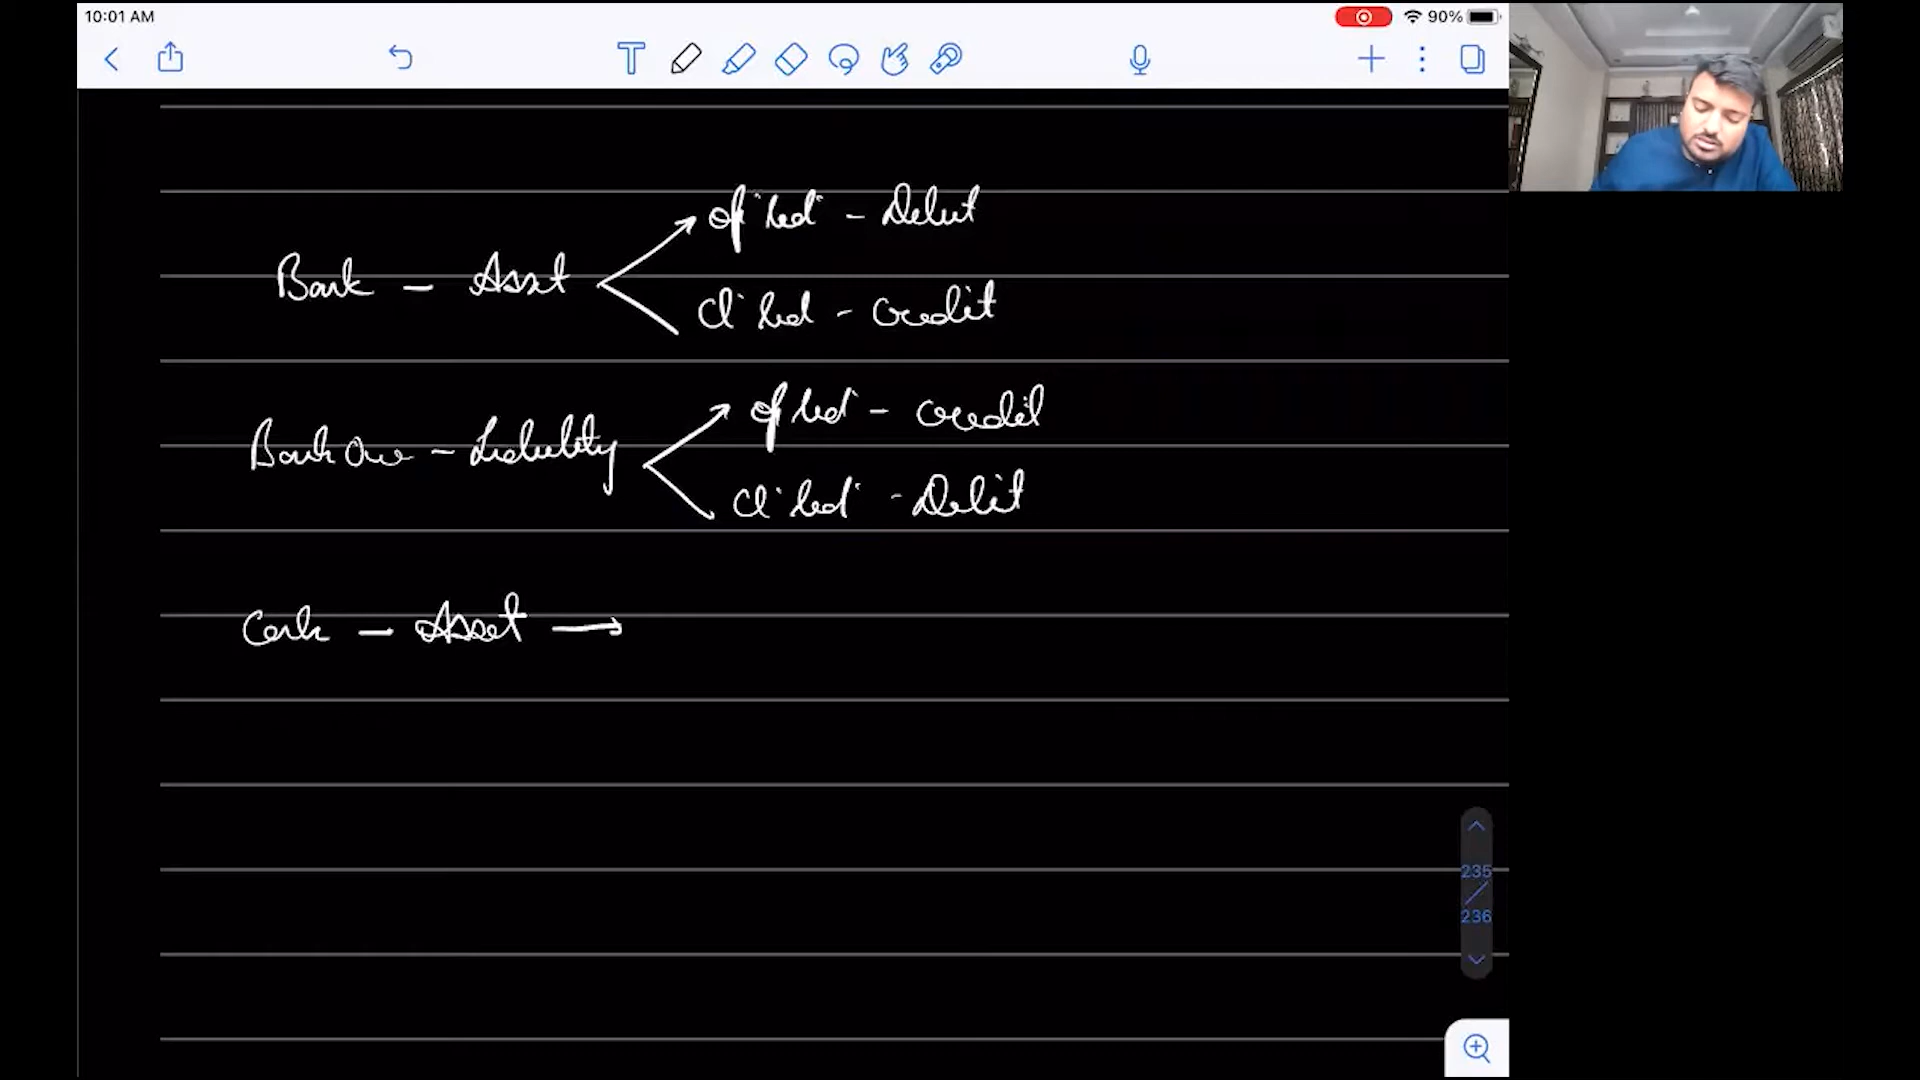 10:01 AM
90%
Op' bal' - Debit
Bank - Asset
Cl' bal - Credit
Op bal' - Credit
Bank Ove - Liability
Cl' bal' - Debit
Cash - Asset →
235
236